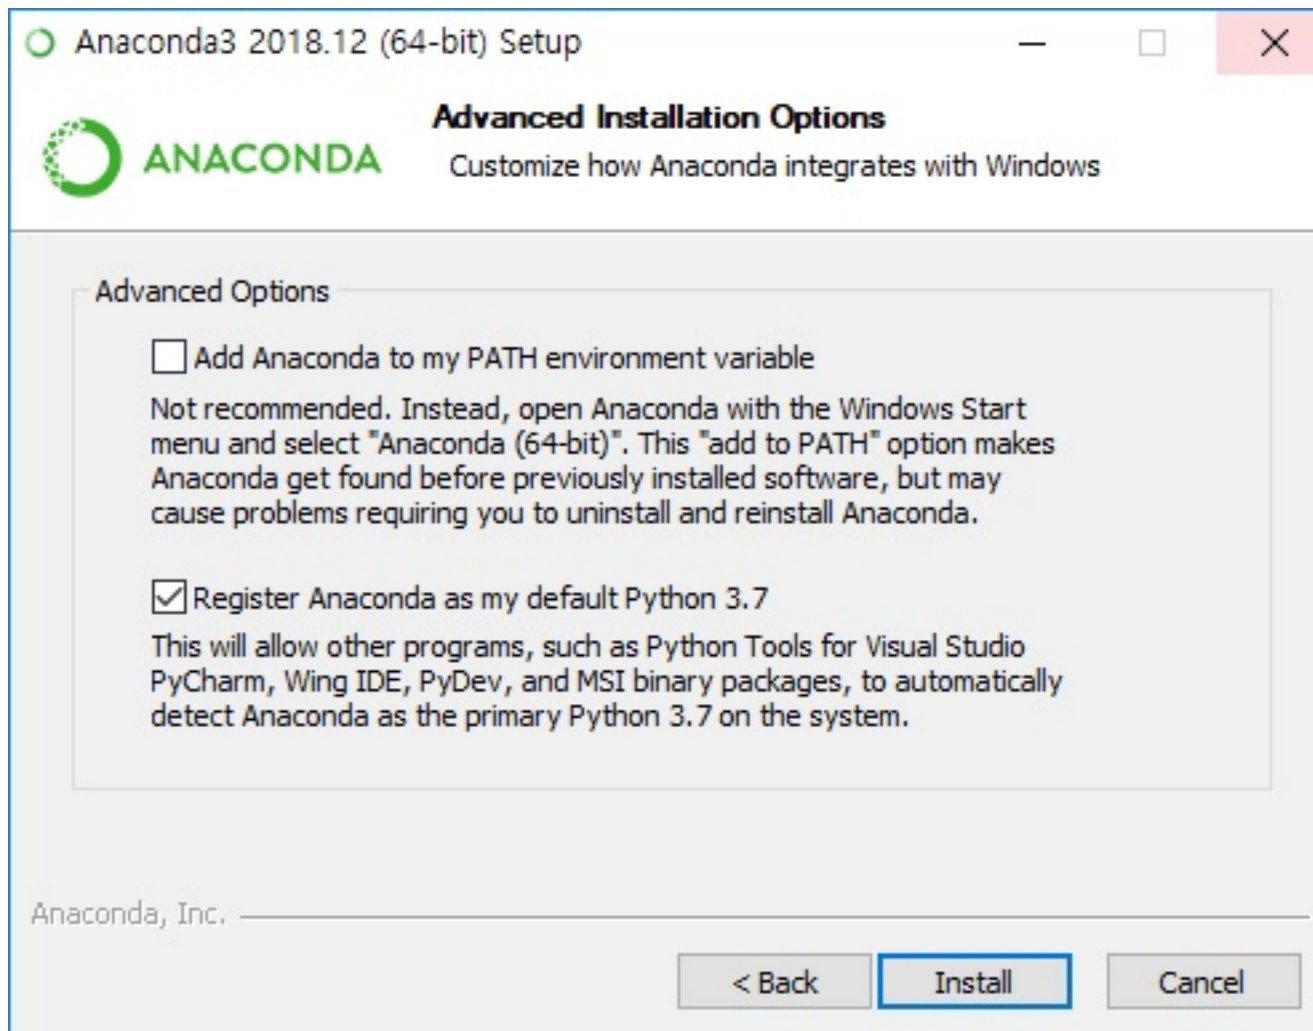 Anaconda3 2018.12 (64-bit) Setup
ANACONDA
Advanced Installation Options
Customize how Anaconda integrates with Windows
Advanced Options
Add Anaconda to my PATH environment variable
Not recommended. Instead, open Anaconda with the Windows Start
menu and select "Anaconda (64-bit)". This "add to PATH" option makes
Anaconda get found before previously installed software, but may
cause problems requiring you to uninstall and reinstall Anaconda.
Register Anaconda as my default Python 3.7
This will allow other programs, such as Python Tools for Visual Studio
PyCharm, Wing IDE, PyDev, and MSI binary packages, to automatically
detect Anaconda as the primary Python 3.7 on the system.
Anaconda, Inc.
< Back
Install
Cancel